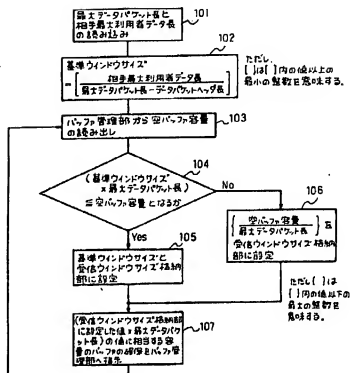 最大データパケット長と
相手最大利用者データ長
の読み込み
101
102
基準ウィンドウサイズ
=[相手最大利用者データ長
最大データパケット長-データパケットヘッダ長]
ただし、
[ ]は[ ]内の値以上の
最小の整数を意味する。
103
バッファ管理部から空バッファ容量
の読み出し
104
(基準ウィンドウサイズ
×最大データパケット長)
≦空バッファ容量となるか
No
Yes
105
基準ウィンドウサイズを
受信ウィンドウサイズ格納
部に設定
106
{空バッファ容量
最大データパケット長}を
受信ウィンドウサイズ格納
部に設定
ただし{ }は
{ }内の値以下の
最大の整数を
意味する。
107
(受信ウィンドウサイズ格納部
に設定した値×最大データパケ
ット長)の値に相当する容
量のバッファの確保をバッファ管
理部へ指示